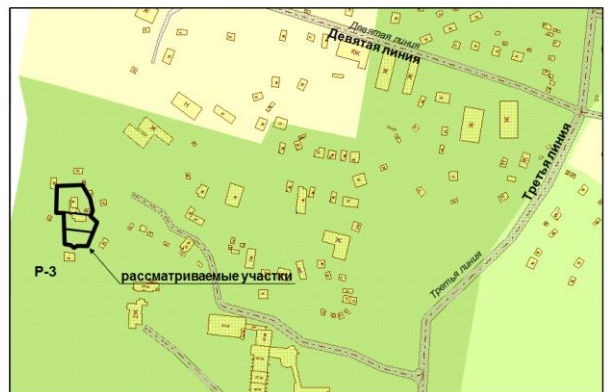 Девятая линия
Девятая линия
Третья линия
Третья линия
Р-3
рассматриваемые участки